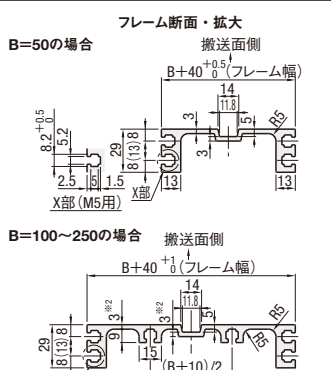 フレーム断面・拡大
B=50の場合
搬送面側
B+40 +0.5 0 (フレーム幅)
14
11.8
3
5
R5
8.2 +0.5 0
5.2
29
8(13)8
3
2.5 5 1.5
X部
13
13
X部(M5用)
B=100～250の場合
搬送面側
B+40 +1 0 (フレーム幅)
14
11.8
※2
3
※2
3
5
R5
29
8(13)8
9
15
R5
(B+10)/2